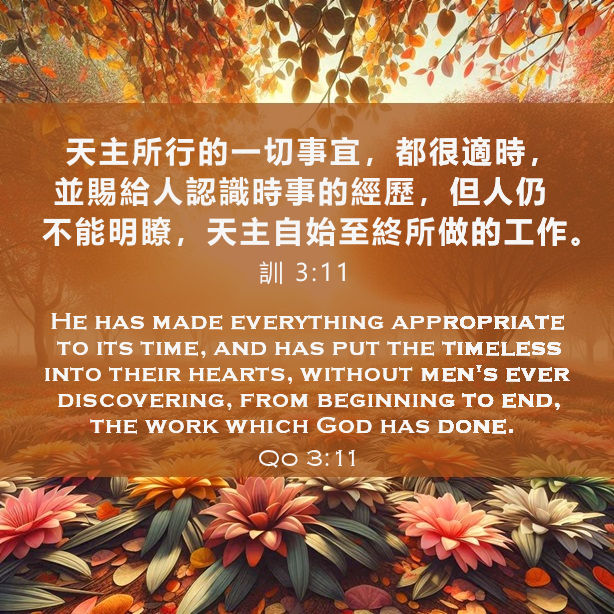 天主所行的一切事宜，都很適時，
並賜給人認識時事的經歷，但人仍
不能明瞭，天主自始至終所做的工作。
訓 3:11
He has made everything appropriate
to its time, and has put the timeless
into their hearts, without men's ever
discovering, from beginning to end,
the work which God has done.
Qo 3:11